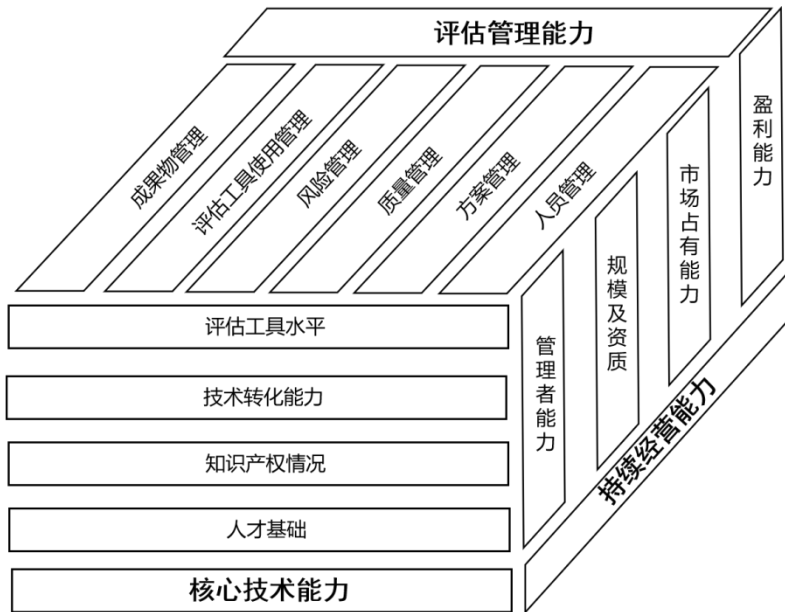 评估管理能力
成果物管理
评估工具使用管理
风险管理
质量管理
方案管理
人员管理
盈利能力
市场占有能力
规模及资质
管理者能力
持续经营能力
评估工具水平
技术转化能力
知识产权情况
人才基础
核心技术能力